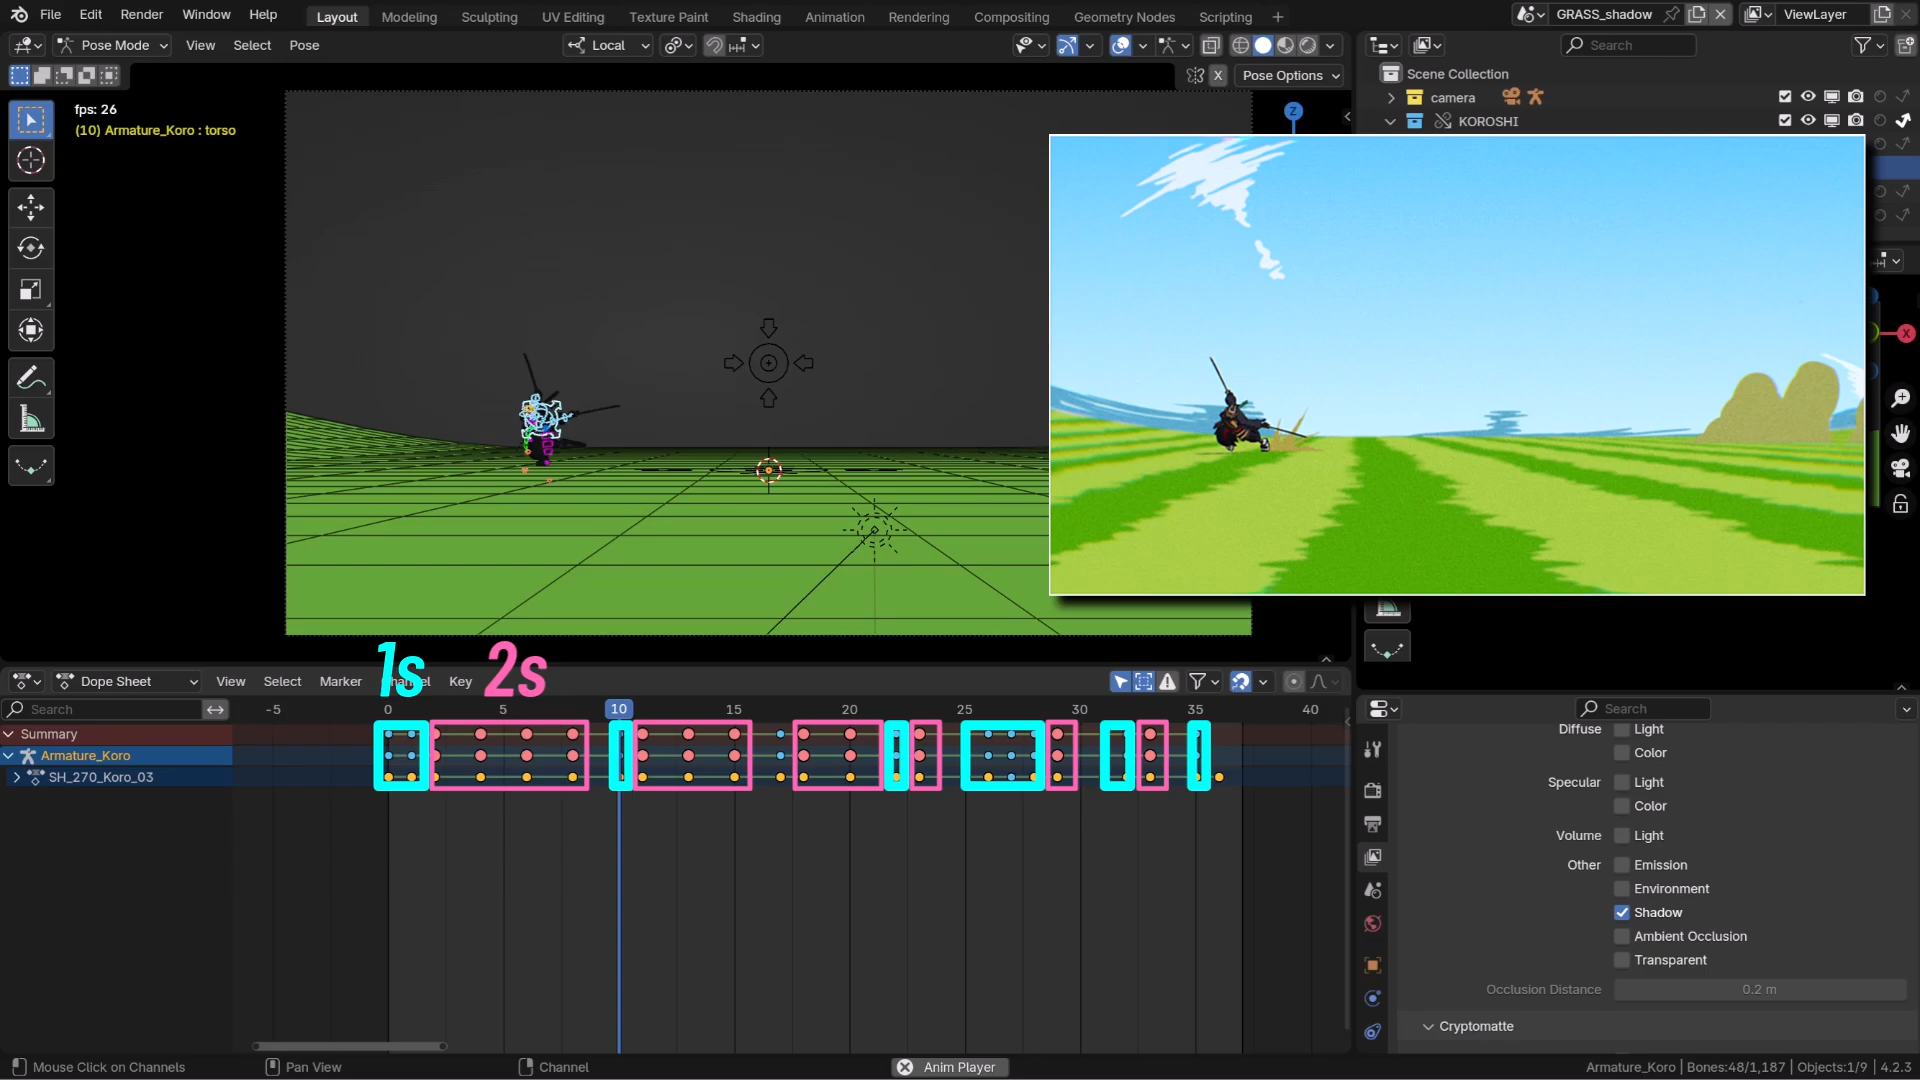 File Edit Render Window Help Layout Modeling Sculpting UV Editing Texture Paint Shading Animation Rendering Compositing Geometry Nodes Scripting + GRASS_shadow ViewLayer
Pose Mode View Select Pose Local Search
X Pose Options Scene Collection
fps: 26 camera
(10) Armature_Koro : torso KOROSHI
Z
X
1s 2s
Dope Sheet View Select Marker Key
Search -5 0 5 10 15 20 25 30 35 40 Search
Summary Diffuse Light
Armature_Koro Color
SH_270_Koro_03 Specular Light
Color
Volume Light
Other Emission
Environment
Shadow
Ambient Occlusion
Transparent
Occlusion Distance 0.2 m
Cryptomatte
Mouse Click on Channels Pan View Channel Anim Player Armature_Koro | Bones:48/1,187 | Objects:1/9 | 4.2.3